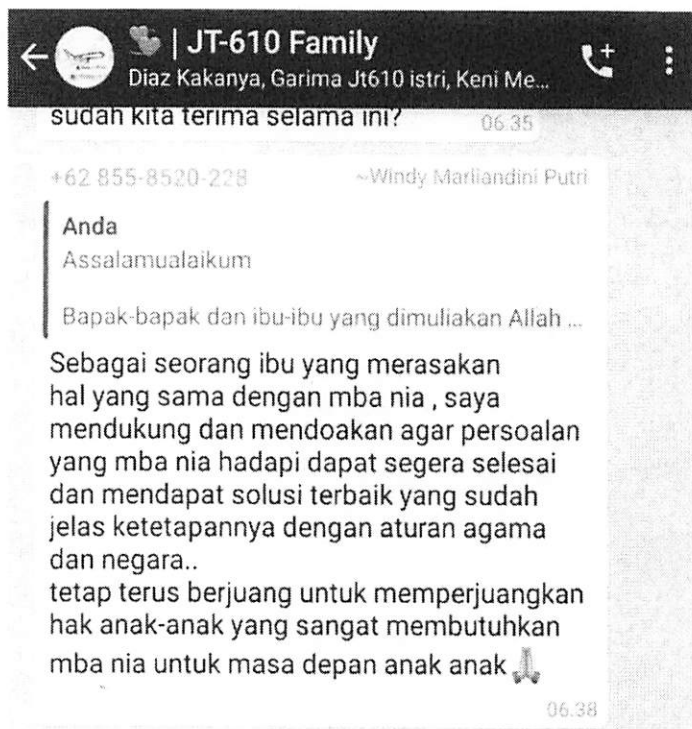 JT-610 Family
Diaz Kakanya, Garima Jt610 istri, Keni Me...
sudah kita terima selama ini?
06.35
+62 855-8520-228 ~Windy Marliandini Putri
Anda
Assalamualaikum
Bapak-bapak dan ibu-ibu yang dimuliakan Allah ...
Sebagai seorang ibu yang merasakan
hal yang sama dengan mba nia , saya
mendukung dan mendoakan agar persoalan
yang mba nia hadapi dapat segera selesai
dan mendapat solusi terbaik yang sudah
jelas ketetapannya dengan aturan agama
dan negara..
tetap terus berjuang untuk memperjuangkan
hak anak-anak yang sangat membutuhkan
mba nia untuk masa depan anak anak🙏
06.38